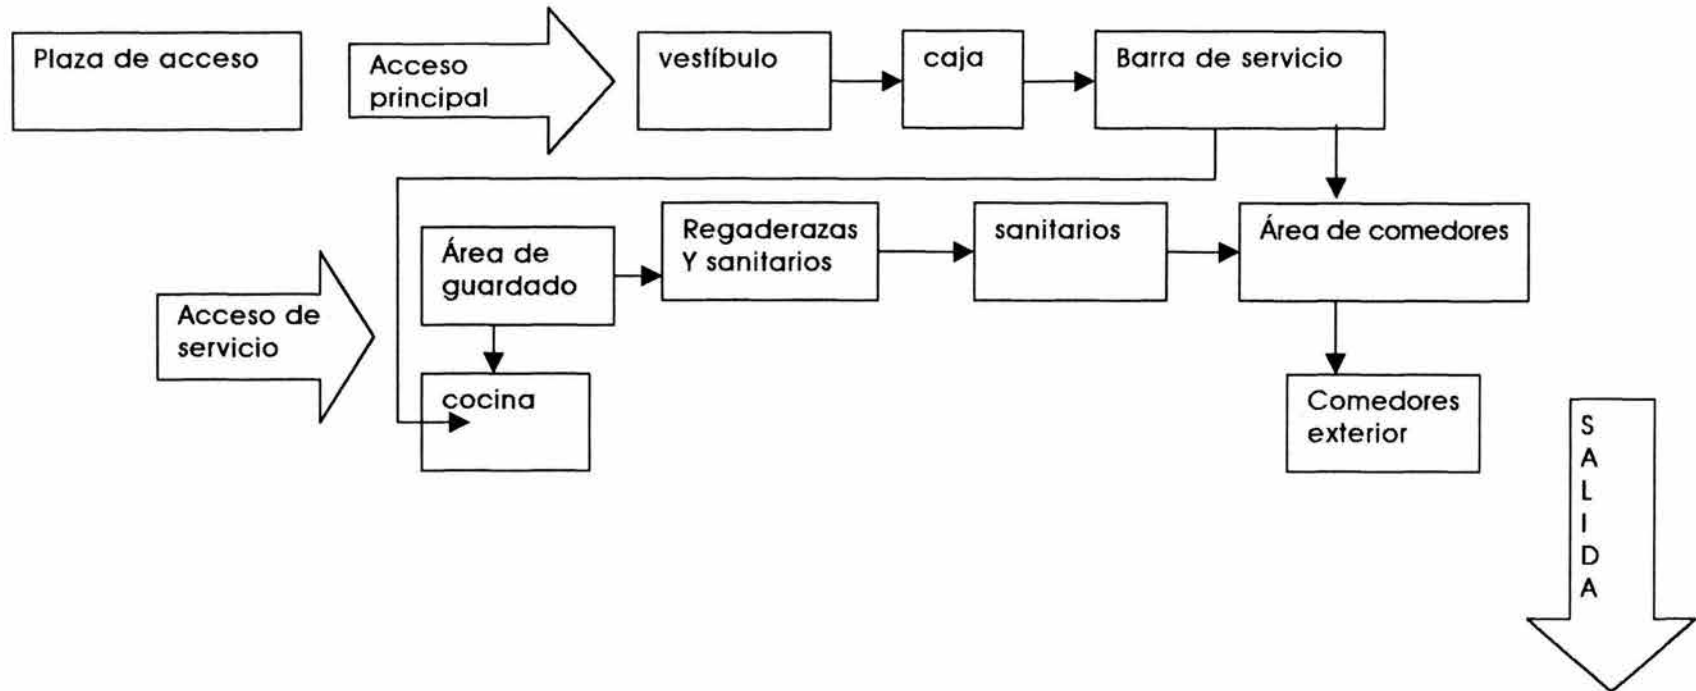 Plaza de acceso
Acceso
principal
vestíbulo
caja
Barra de servicio
Acceso de
servicio
Área de
guardado
Regaderazas
Y sanitarios
sanitarios
Área de comedores
cocina
Comedores
exterior
S
A
L
I
D
A